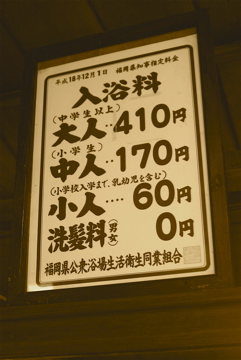 平成18年12月1日 福岡県知事指定料金
入浴料
(中学生以上)
大人‥410円
(小学生)
中人‥170円
(小学校入学まで、乳幼児を含む)
小人‥‥60円
洗髪料(男女) 0円
福岡県公衆浴場生活衛生同業組合